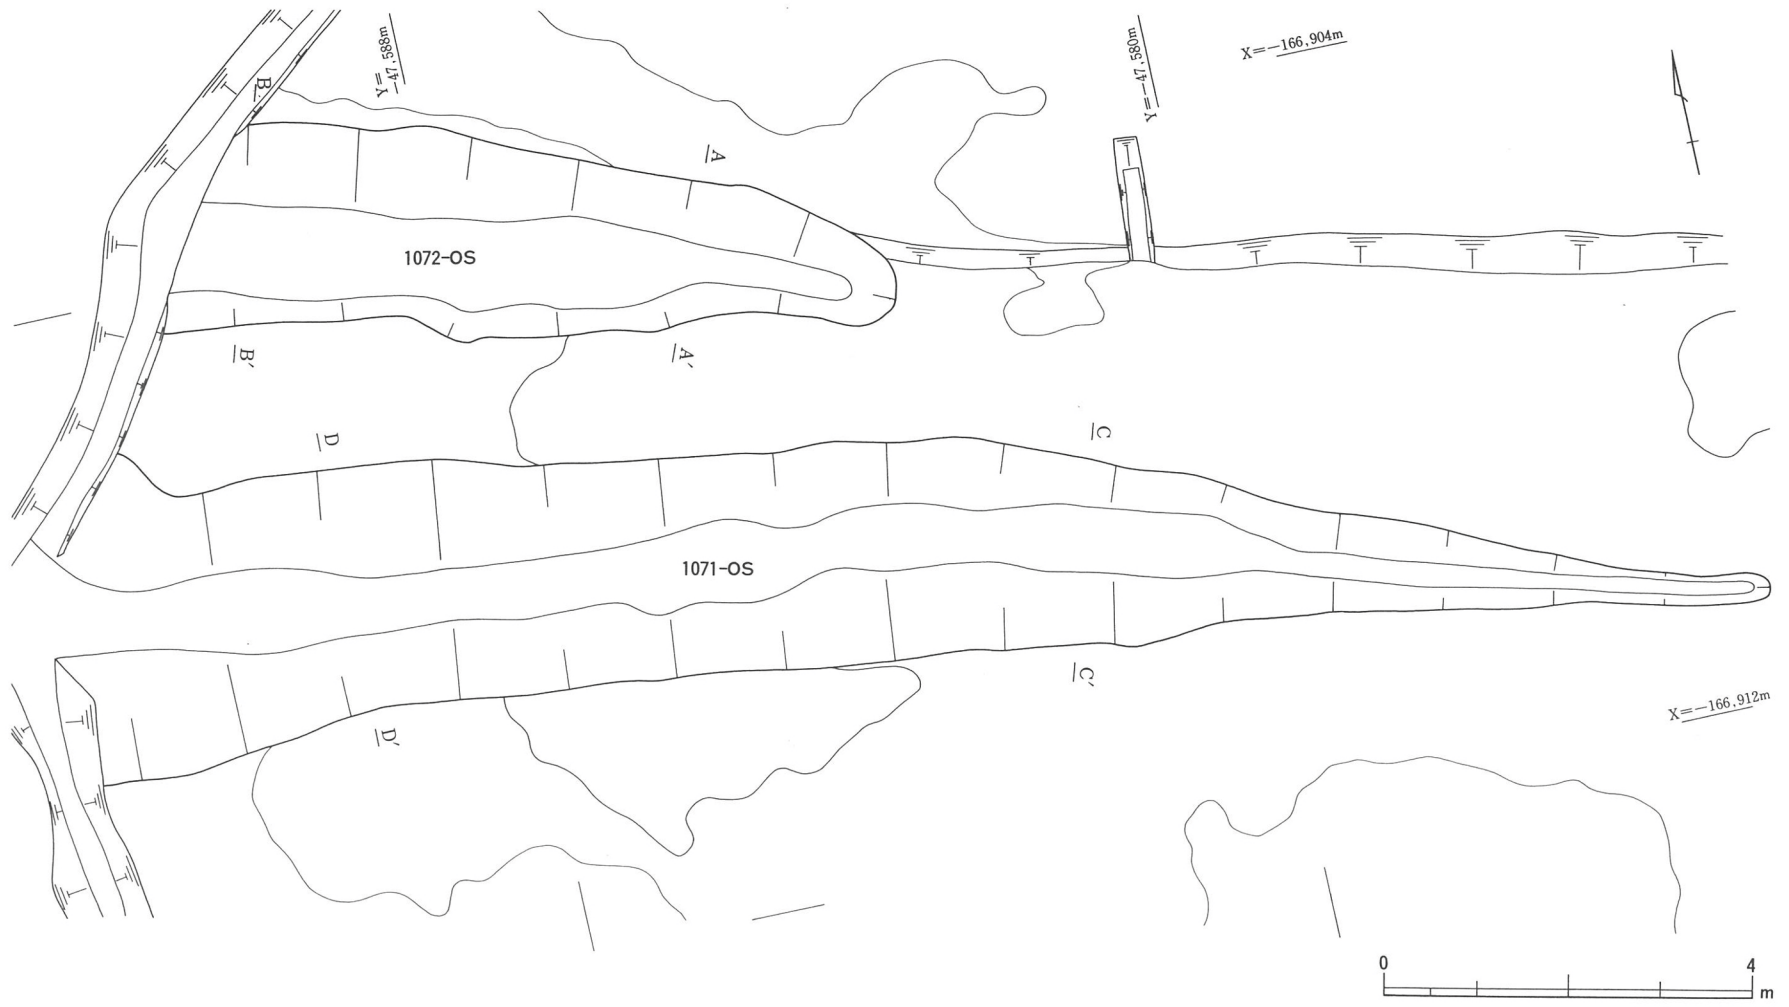 Y=-47,588m
Y=-47,580m
X=-166,904m
B
A
1072-OS
B'
A'
D
C
1071-OS
C'
D'
X=-166,912m
0 4
m